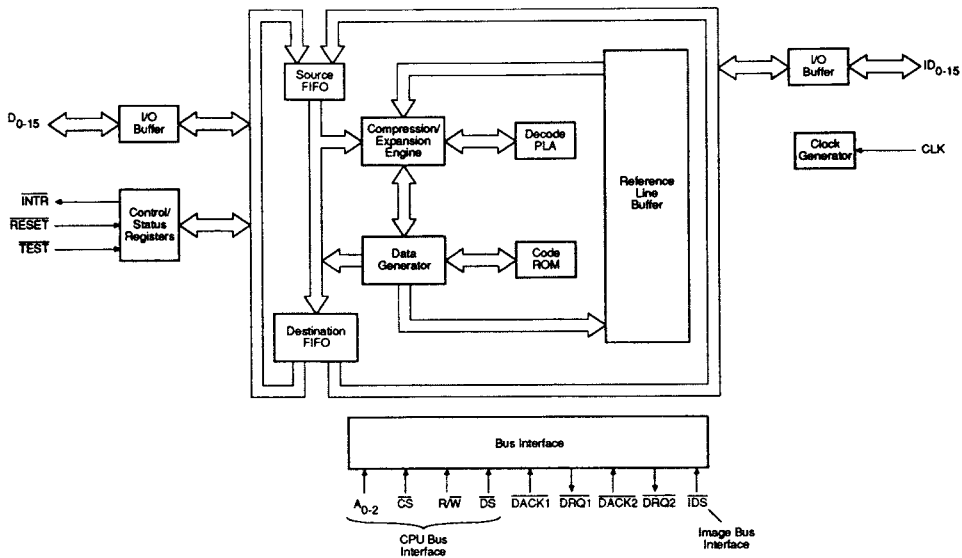 Source
FIFO
I/O
Buffer
ID0-15
D0-15
I/O
Buffer
Compression/
Expansion
Engine
Decode
PLA
Clock
Generator
CLK
Reference
Line
Buffer
INTR
RESET
TEST
Control/
Status
Registers
Data
Generator
Code
ROM
Destination
FIFO
Bus Interface
A0-2
CS
R/W
DS
DACK1
DRQ1
DACK2
DRQ2
IDS
CPU Bus
Interface
Image Bus
Interface